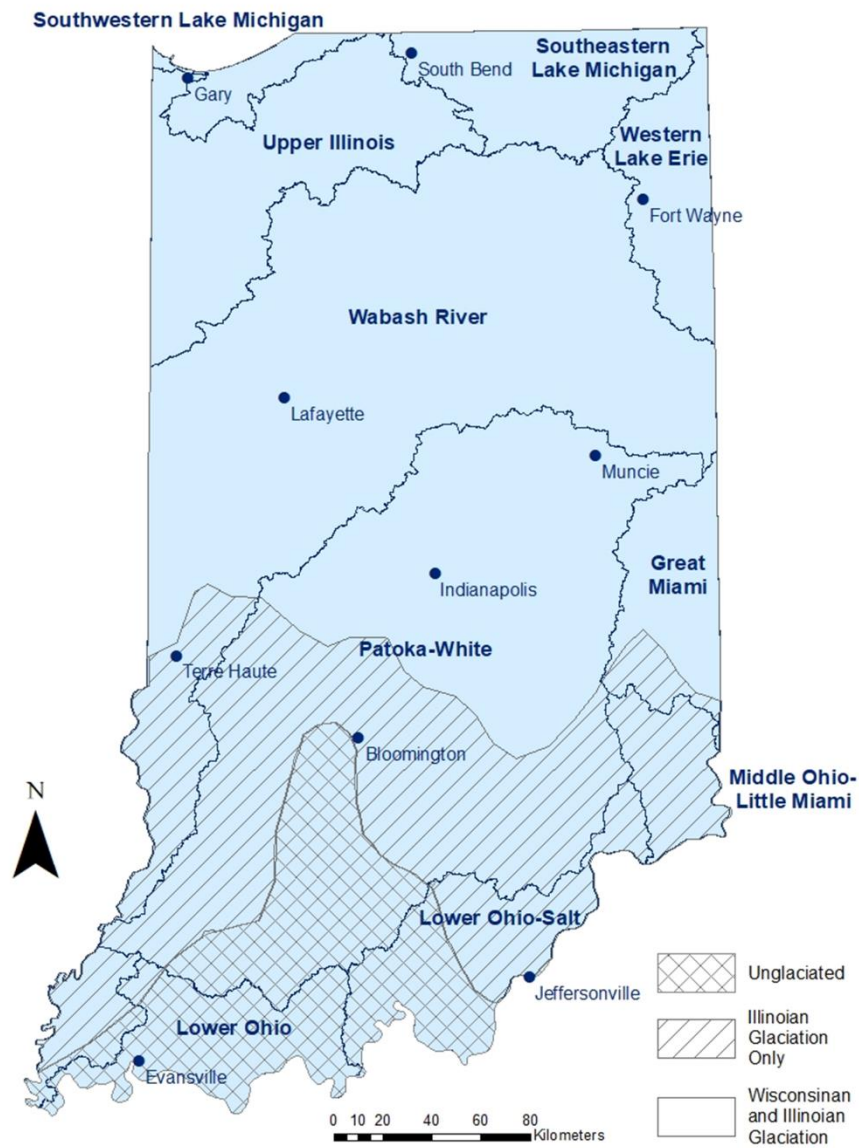 Southwestern Lake Michigan
Southeastern
Lake Michigan
South Bend
Gary
Upper Illinois
Western
Lake Erie
Fort Wayne
Wabash River
Lafayette
Muncie
Great
Miami
Indianapolis
Patoka-White
Terre Haute
Bloomington
Middle Ohio-
Little Miami
N
Lower Ohio-Salt
Jeffersonville
Lower Ohio
Evansville
Unglaciated
Illinoian
Glaciation
Only
Wisconsinan
and Illinoian
Glaciation
0 10 20 40 60 80
Kilometers